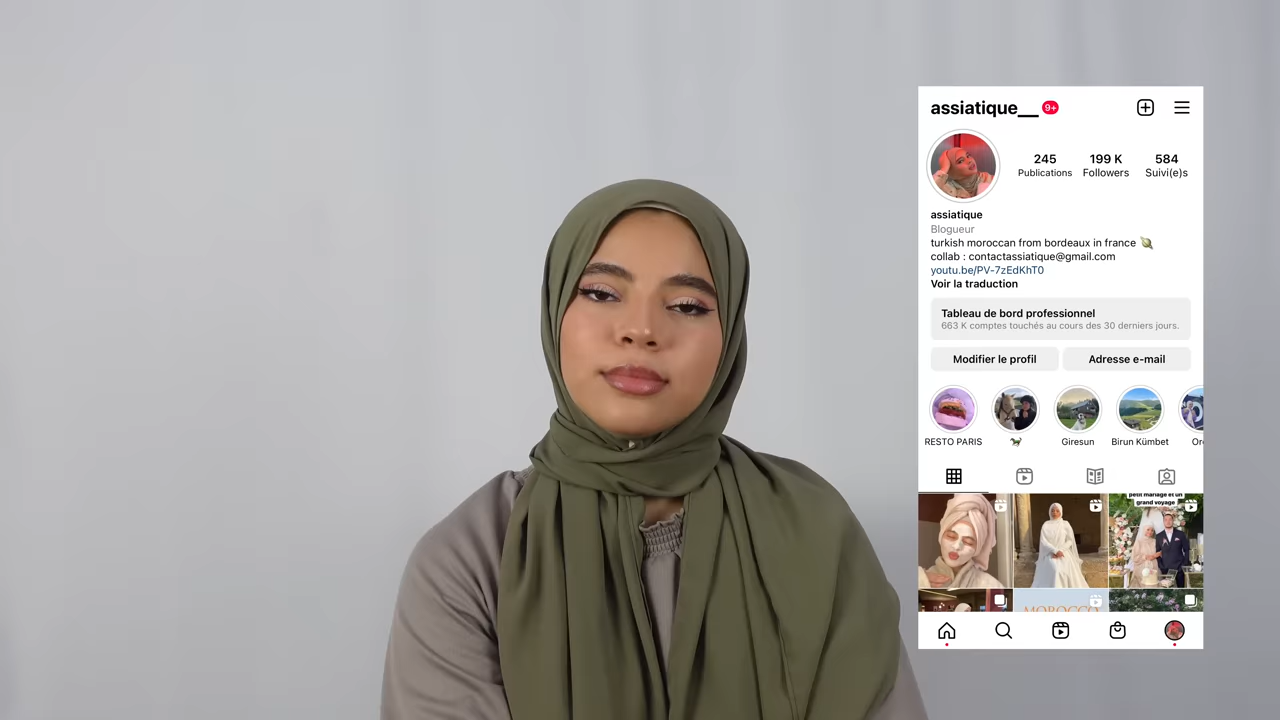 assiatique__ 9+
245 199 K 584
Publications Followers Suivi(e)s
assiatique
Blogueur
turkish moroccan from bordeaux in france
collab : contactassiatique@gmail.com
youtu.be/PV-7zEdKhT0
Voir la traduction
Tableau de bord professionnel
663 K comptes touchés au cours des 30 derniers jours.
Modifier le profil Adresse e-mail
RESTO PARIS Giresun Birun Kümbet Or
petit mariage et un
grand voyage
MOROCCO